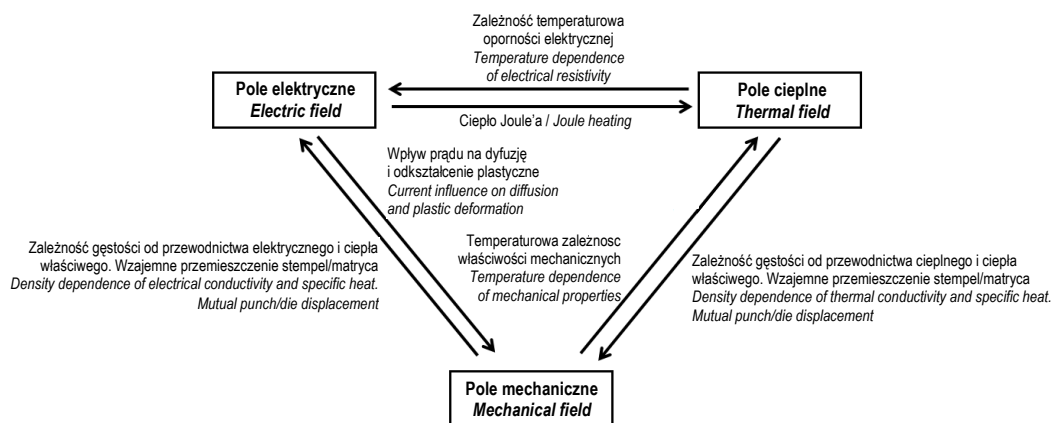 Zależność temperaturowa
oporności elektrycznej
Temperature dependence
of electrical resistivity
Pole elektryczne
Electric field
Pole cieplne
Thermal field
Ciepło Joule'a / Joule heating
Wpływ prądu na dyfuzję
i odkształcenie plastyczne
Current influence on diffusion
and plastic deformation
Zależność gęstości od przewodnictwa elektrycznego i ciepła
właściwego. Wzajemne przemieszczenie stempel/matryca
Density dependence of electrical conductivity and specific heat.
Mutual punch/die displacement
Temperaturowa zależnosc
właściwości mechanicznych
Temperature dependence
of mechanical properties
Zależność gęstości od przewodnictwa cieplnego i ciepła
właściwego. Wzajemne przemieszczenie stempel/matryca
Density dependence of thermal conductivity and specific heat.
Mutual punch/die displacement
Pole mechaniczne
Mechanical field